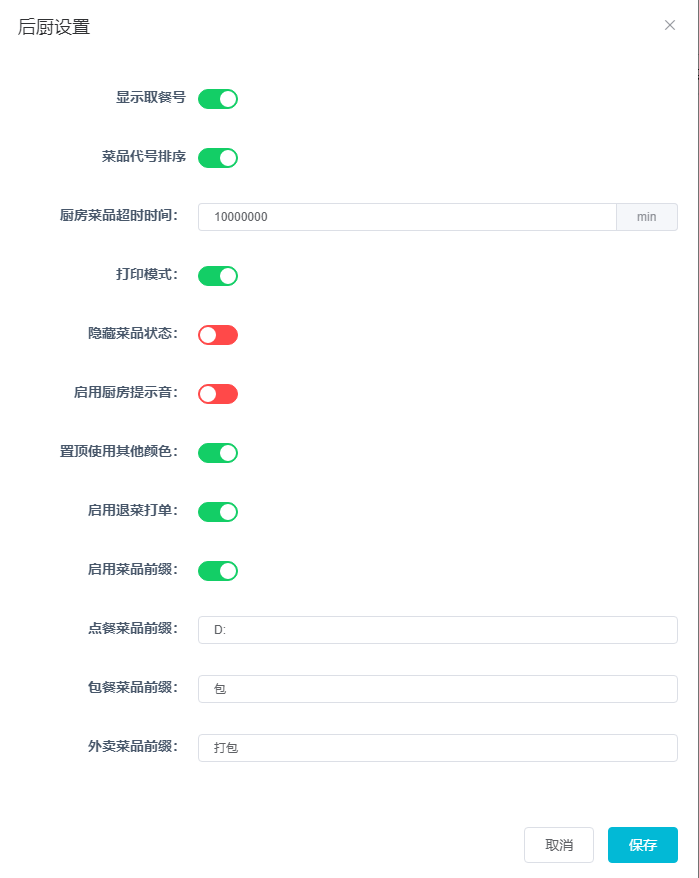 后厨设置
显示取餐号
菜品代号排序
厨房菜品超时时间： 10000000 min
打印模式：
隐藏菜品状态：
启用厨房提示音：
置顶使用其他颜色：
启用退菜打单：
启用菜品前缀：
点餐菜品前缀： D:
包餐菜品前缀： 包
外卖菜品前缀： 打包
取消 保存